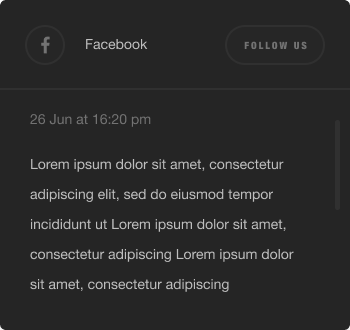 Facebook
FOLLOW US
26 Jun at 16:20 pm
Lorem ipsum dolor sit amet, consectetur
adipiscing elit, sed do eiusmod tempor
incididunt ut Lorem ipsum dolor sit amet,
consectetur adipiscing Lorem ipsum dolor
sit amet, consectetur adipiscing